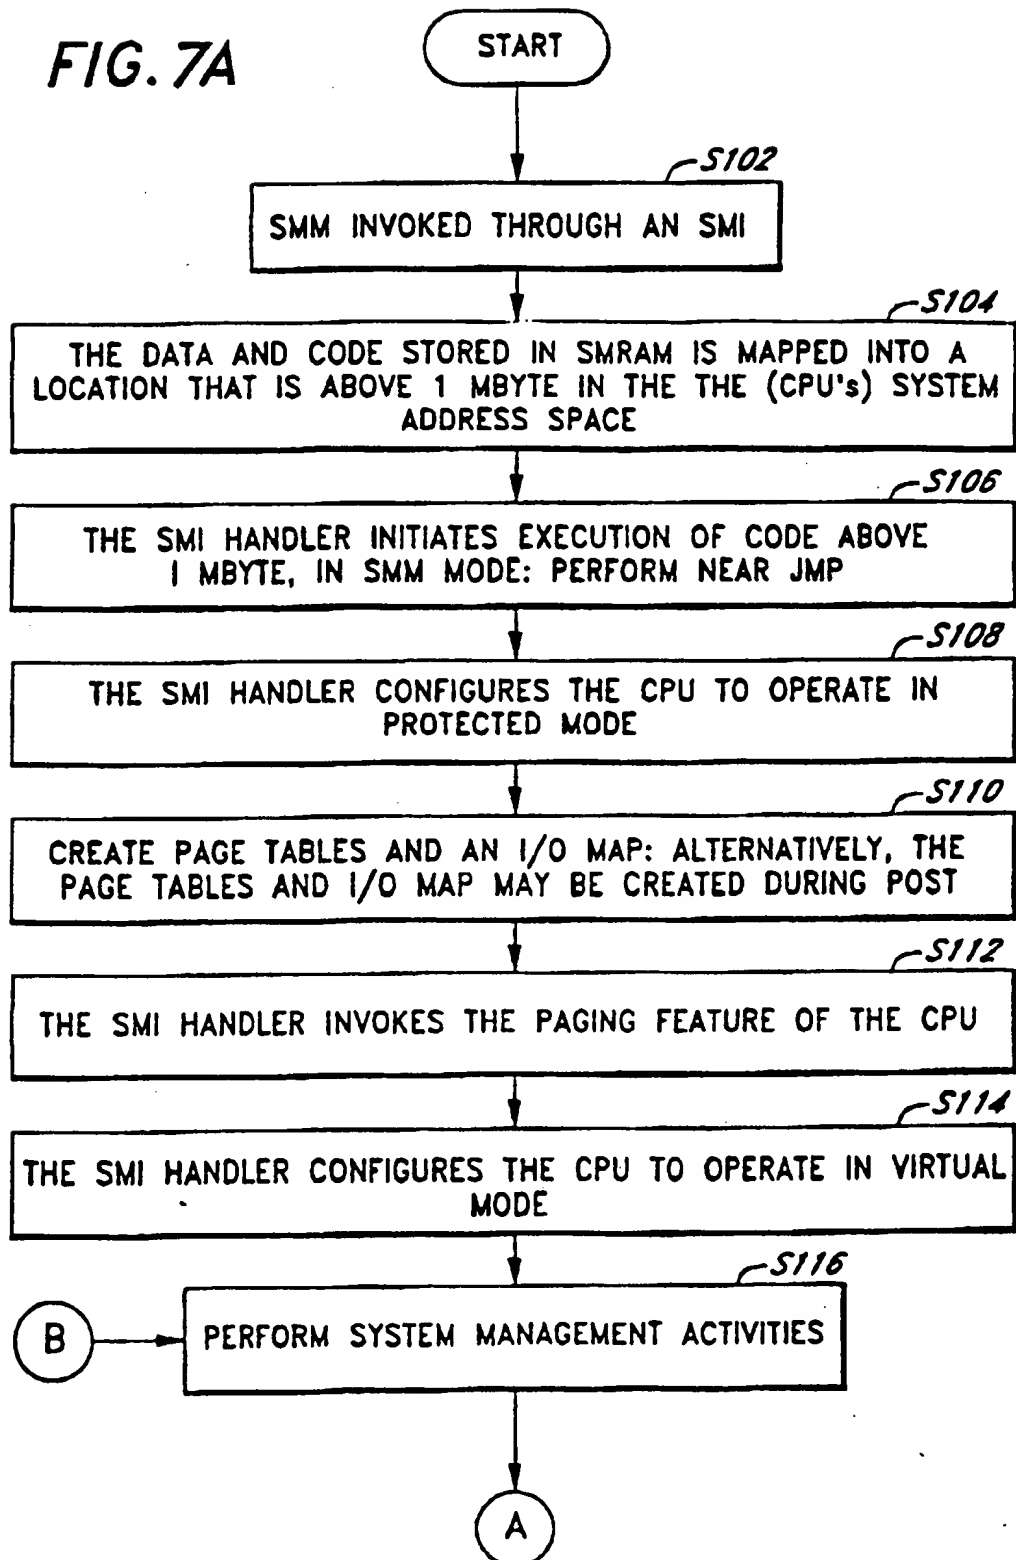 FIG. 7A
START
S102
SMM INVOKED THROUGH AN SMI
S104
THE DATA AND CODE STORED IN SMRAM IS MAPPED INTO A
LOCATION THAT IS ABOVE 1 MBYTE IN THE THE (CPU's) SYSTEM
ADDRESS SPACE
S106
THE SMI HANDLER INITIATES EXECUTION OF CODE ABOVE
1 MBYTE, IN SMM MODE: PERFORM NEAR JMP
S108
THE SMI HANDLER CONFIGURES THE CPU TO OPERATE IN
PROTECTED MODE
S110
CREATE PAGE TABLES AND AN I/O MAP: ALTERNATIVELY, THE
PAGE TABLES AND I/O MAP MAY BE CREATED DURING POST
S112
THE SMI HANDLER INVOKES THE PAGING FEATURE OF THE CPU
S114
THE SMI HANDLER CONFIGURES THE CPU TO OPERATE IN VIRTUAL
MODE
S116
B
PERFORM SYSTEM MANAGEMENT ACTIVITIES
A